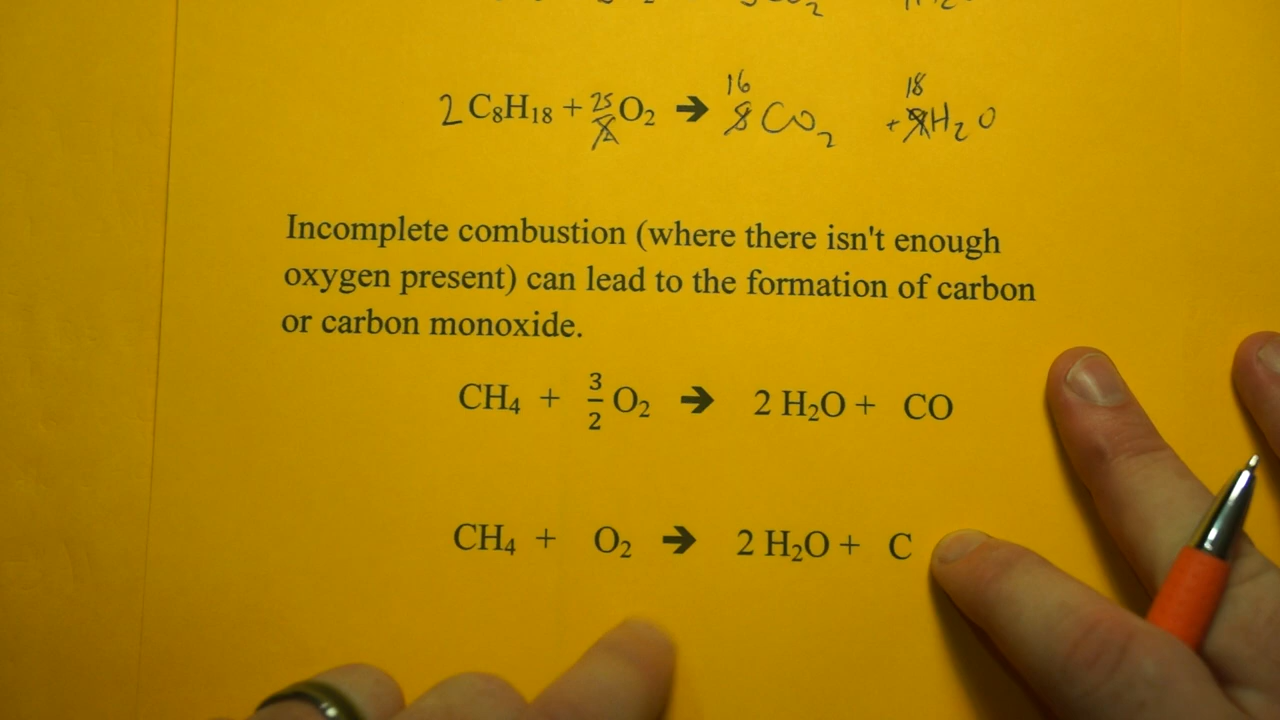 2 C₈H₁₈ + 25 O₂ → 16 CO₂ + 18 H₂O
Incomplete combustion (where there isn't enough
oxygen present) can lead to the formation of carbon
or carbon monoxide.
CH₄ + 3/2 O₂ → 2 H₂O + CO
CH₄ + O₂ → 2 H₂O + C